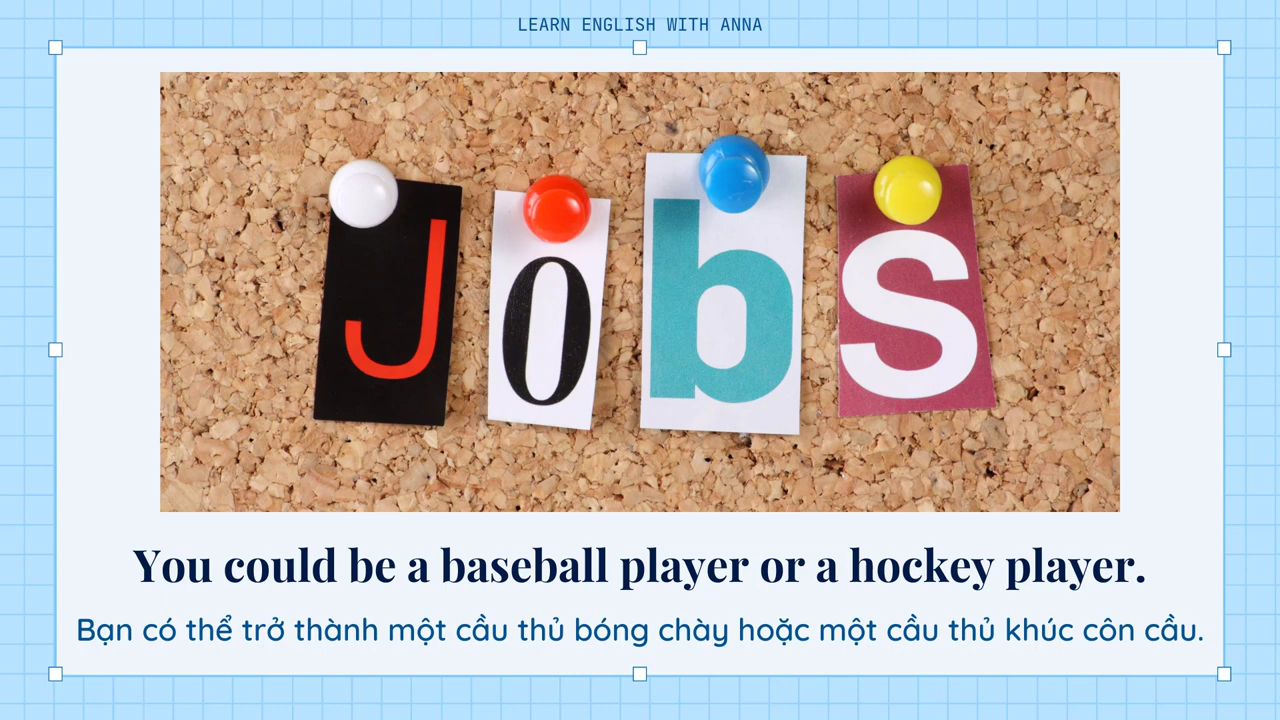 LEARN ENGLISH WITH ANNA
Jobs
You could be a baseball player or a hockey player.
Bạn có thể trở thành một cầu thủ bóng chày hoặc một cầu thủ khúc côn cầu.